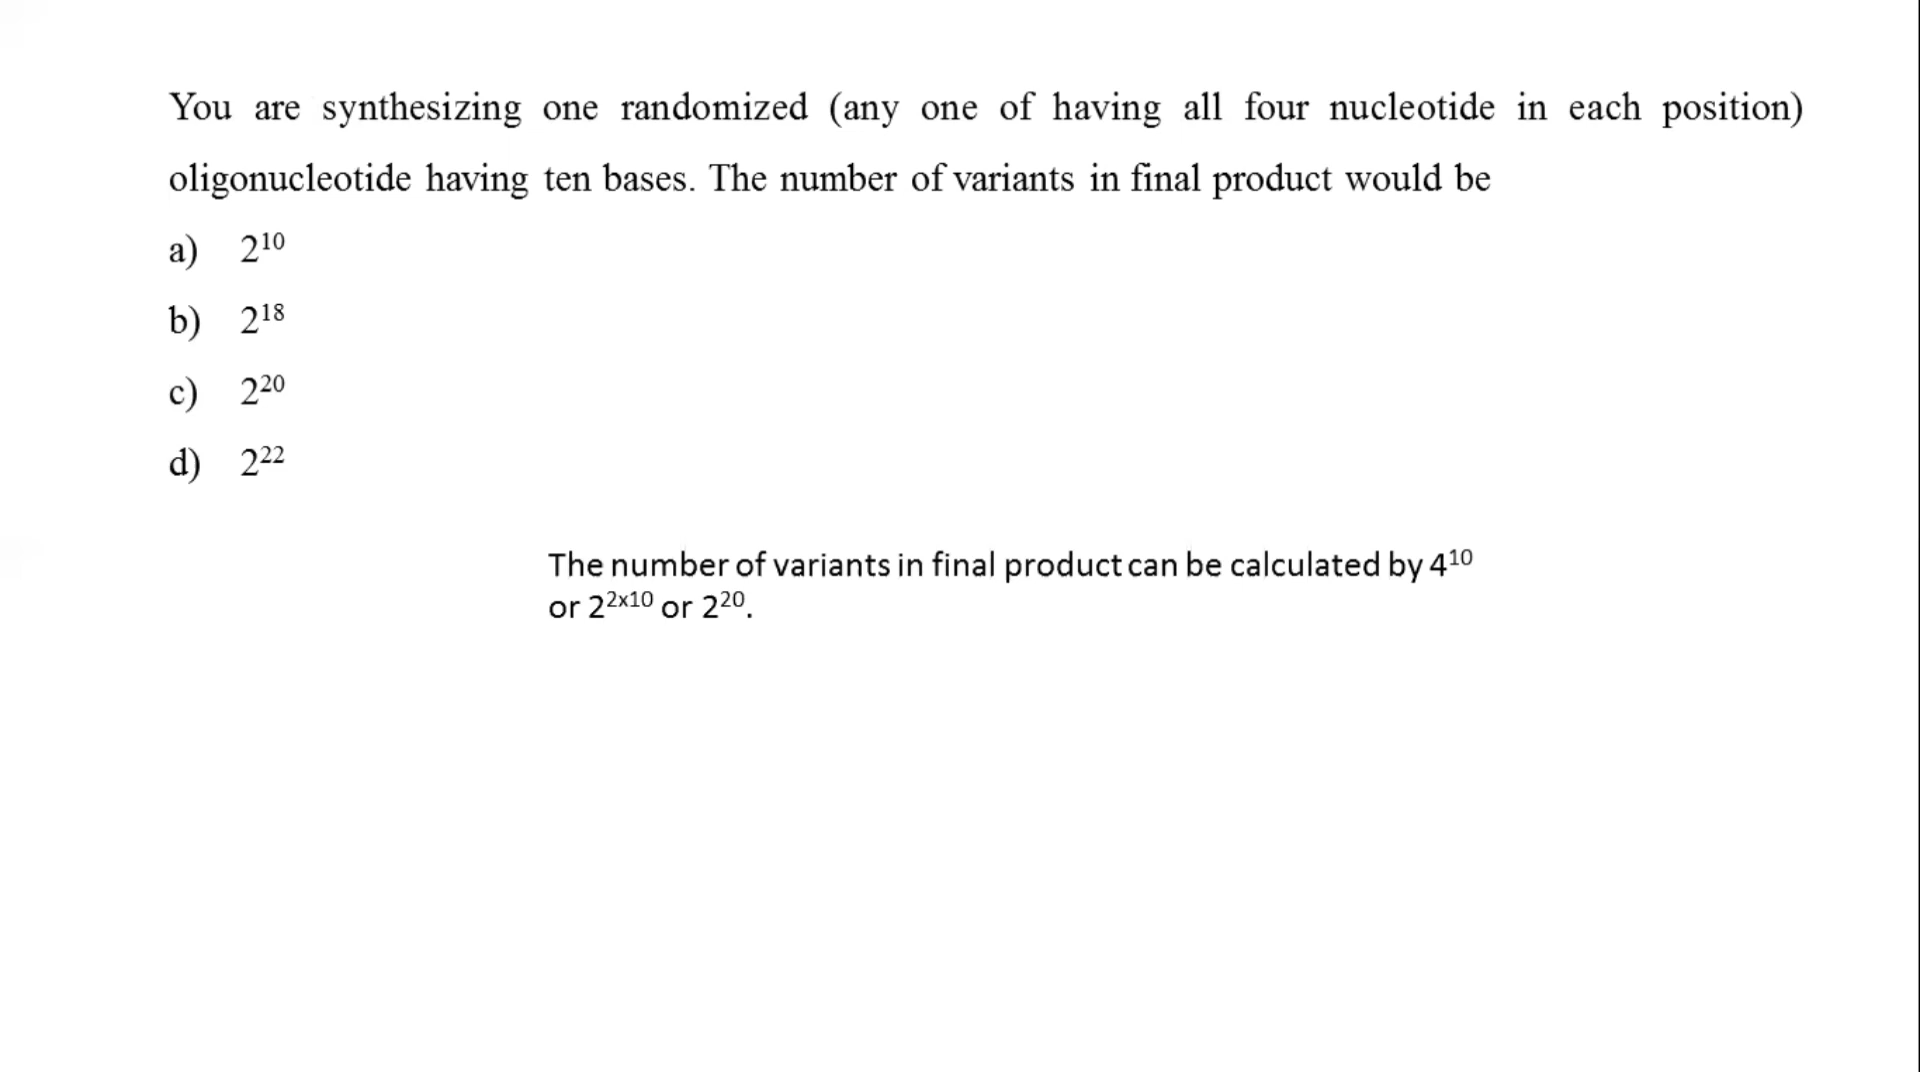 You are synthesizing one randomized (any one of having all four nucleotide in each position)
oligonucleotide having ten bases. The number of variants in final product would be
a) 2¹⁰
b) 2¹⁸
c) 2²⁰
d) 2²²
The number of variants in final product can be calculated by 4¹⁰
or 2²ˣ¹⁰ or 2²⁰.